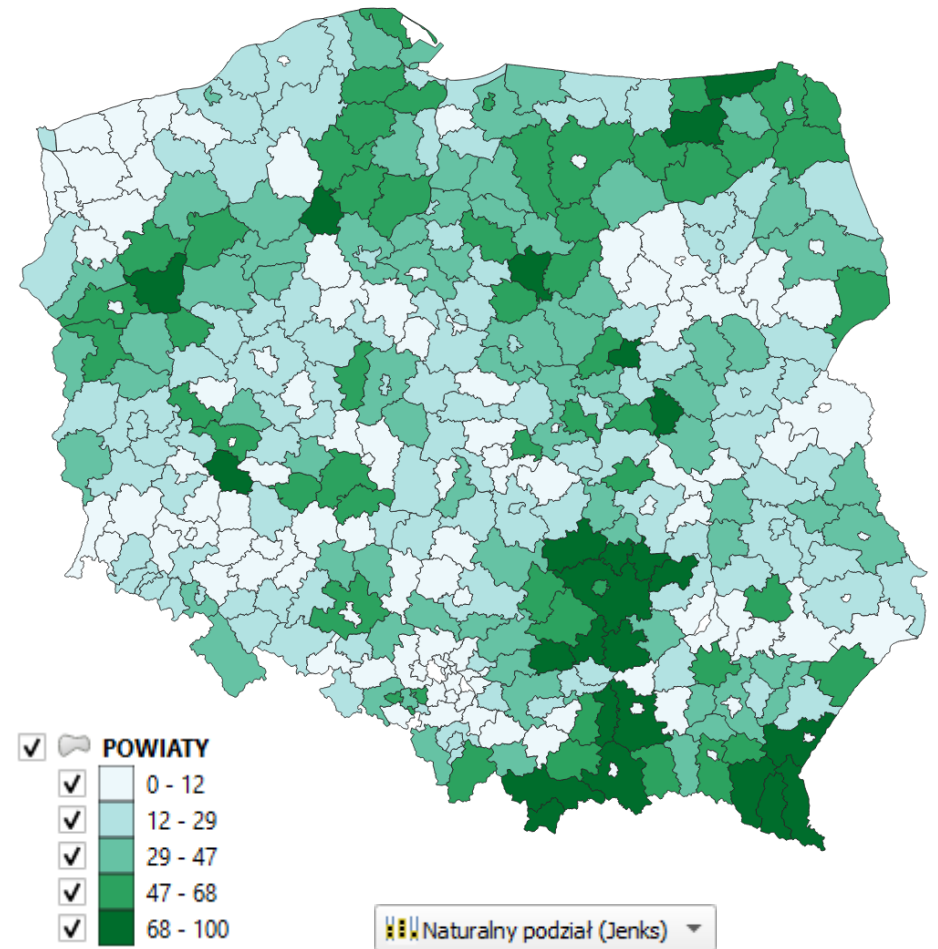 POWIATY
0 - 12
12 - 29
29 - 47
47 - 68
68 - 100
Naturalny podział (Jenks)